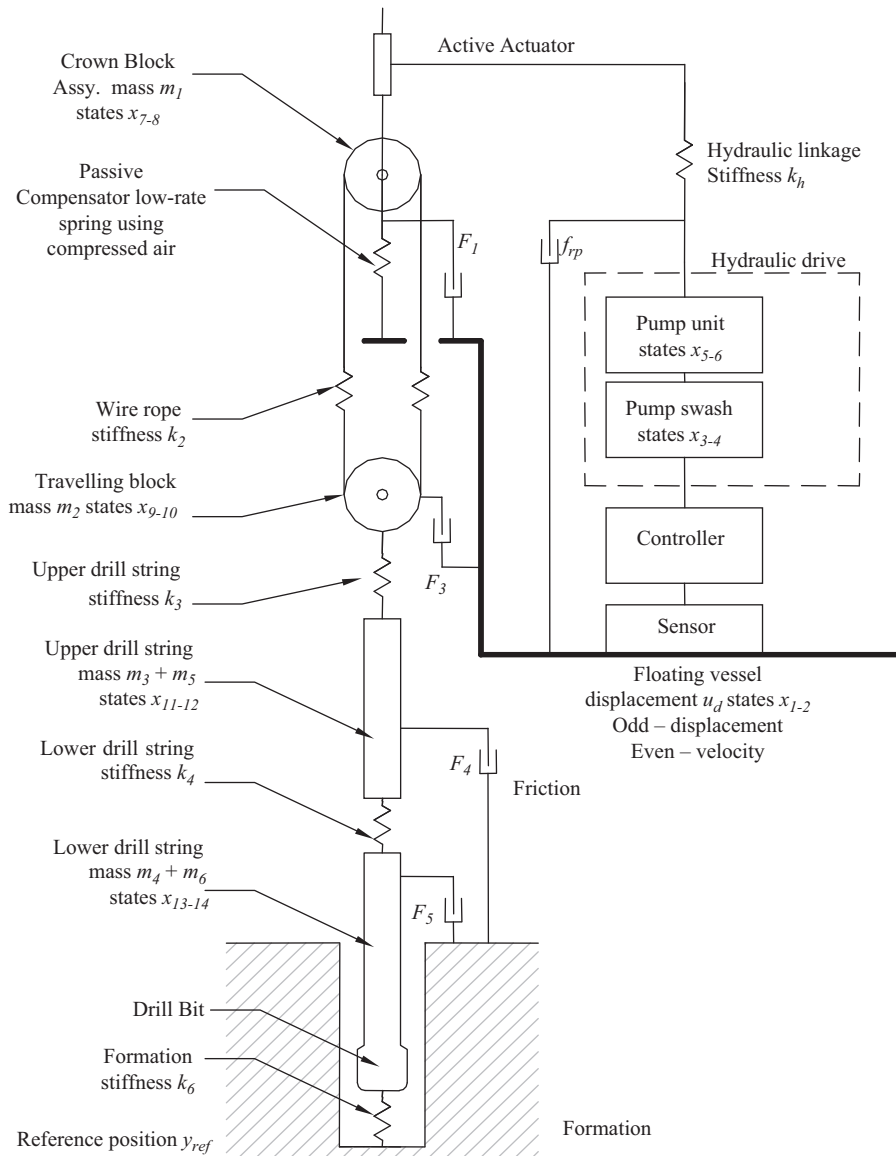 Active Actuator
Crown Block
Assy. mass m1
states x7-8
Hydraulic linkage
Stiffness kh
Passive
Compensator low-rate
spring using
compressed air
F1
frp
Hydraulic drive
Pump unit
states x5-6
Pump swash
states x3-4
Wire rope
stiffness k2
Travelling block
mass m2 states x9-10
Controller
F3
Upper drill string
stiffness k3
Sensor
Upper drill string
mass m3 + m5
states x11-12
Floating vessel
displacement ud states x1-2
Odd – displacement
Even – velocity
Lower drill string
stiffness k4
F4
Friction
Lower drill string
mass m4 + m6
states x13-14
F5
Drill Bit
Formation
stiffness k6
Formation
Reference position yref